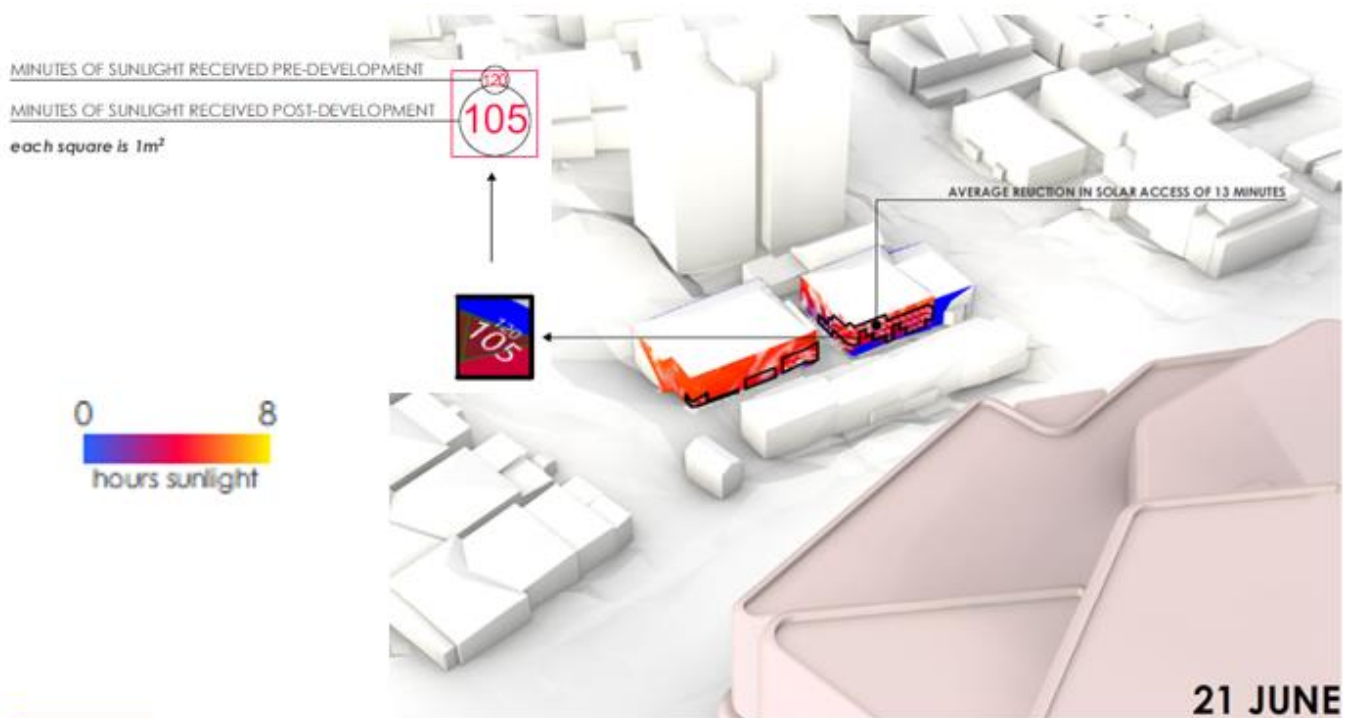 MINUTES OF SUNLIGHT RECEIVED PRE-DEVELOPMENT
120
MINUTES OF SUNLIGHT RECEIVED POST-DEVELOPMENT
105
each square is 1m²
AVERAGE REUCTION IN SOLAR ACCESS OF 13 MINUTES
120
105
0 8
hours sunlight
21 JUNE